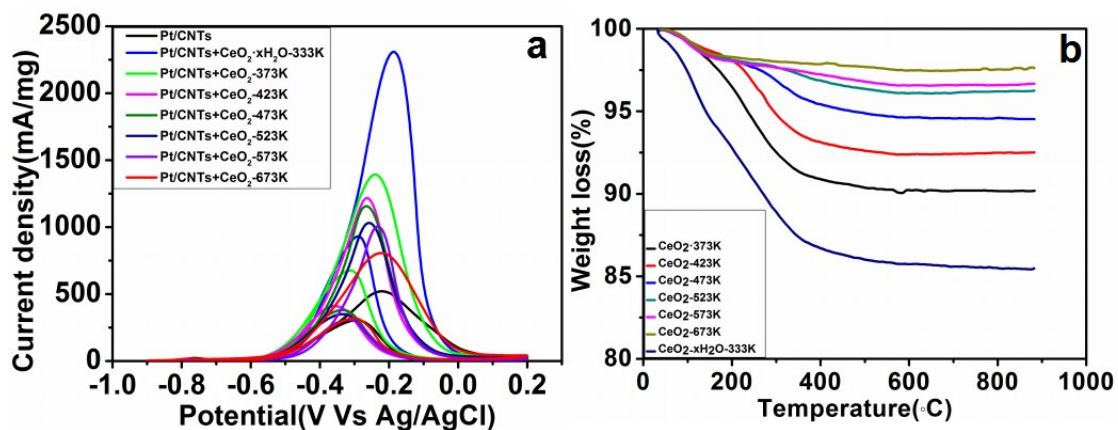 a
2500
2000
1500
1000
500
0
Current density(mA/mg)
Pt/CNTs
Pt/CNTs+CeO₂·xH₂O-333K
Pt/CNTs+CeO₂-373K
Pt/CNTs+CeO₂-423K
Pt/CNTs+CeO₂-473K
Pt/CNTs+CeO₂-523K
Pt/CNTs+CeO₂-573K
Pt/CNTs+CeO₂-673K
-1.0 -0.8 -0.6 -0.4 -0.2 0.0 0.2
Potential(V Vs Ag/AgCl)
b
100
95
90
85
80
Weight loss(%)
CeO₂-373K
CeO₂-423K
CeO₂-473K
CeO₂-523K
CeO₂-573K
CeO₂-673K
CeO₂-xH₂O-333K
0 200 400 600 800 1000
Temperature(◦C)